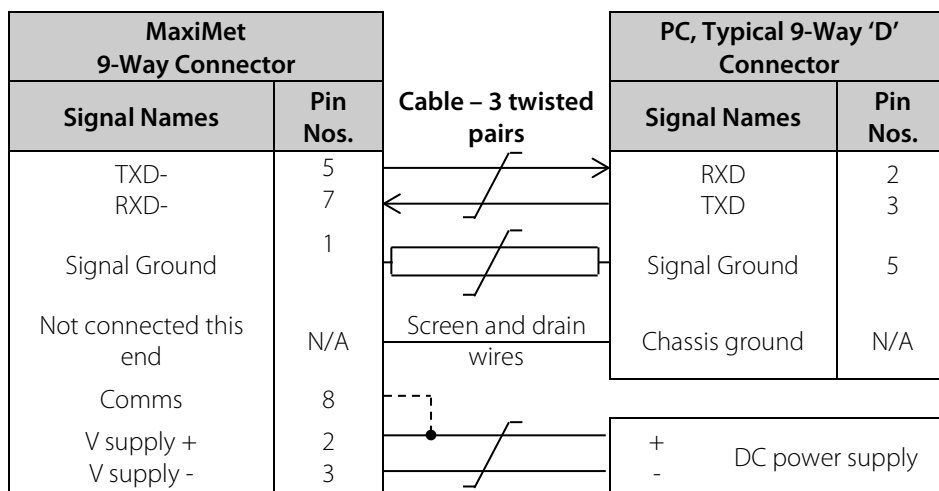 MaxiMet
9-Way Connector
PC, Typical 9-Way ‘D’
Connector
Signal Names
Pin
Nos.
Cable – 3 twisted
pairs
Signal Names
Pin
Nos.
TXD-
5
RXD
2
RXD-
7
TXD
3
Signal Ground
1
Signal Ground
5
Not connected this
end
N/A
Screen and drain
wires
Chassis ground
N/A
Comms
8
V supply +
2
+
V supply -
3
-
DC power supply